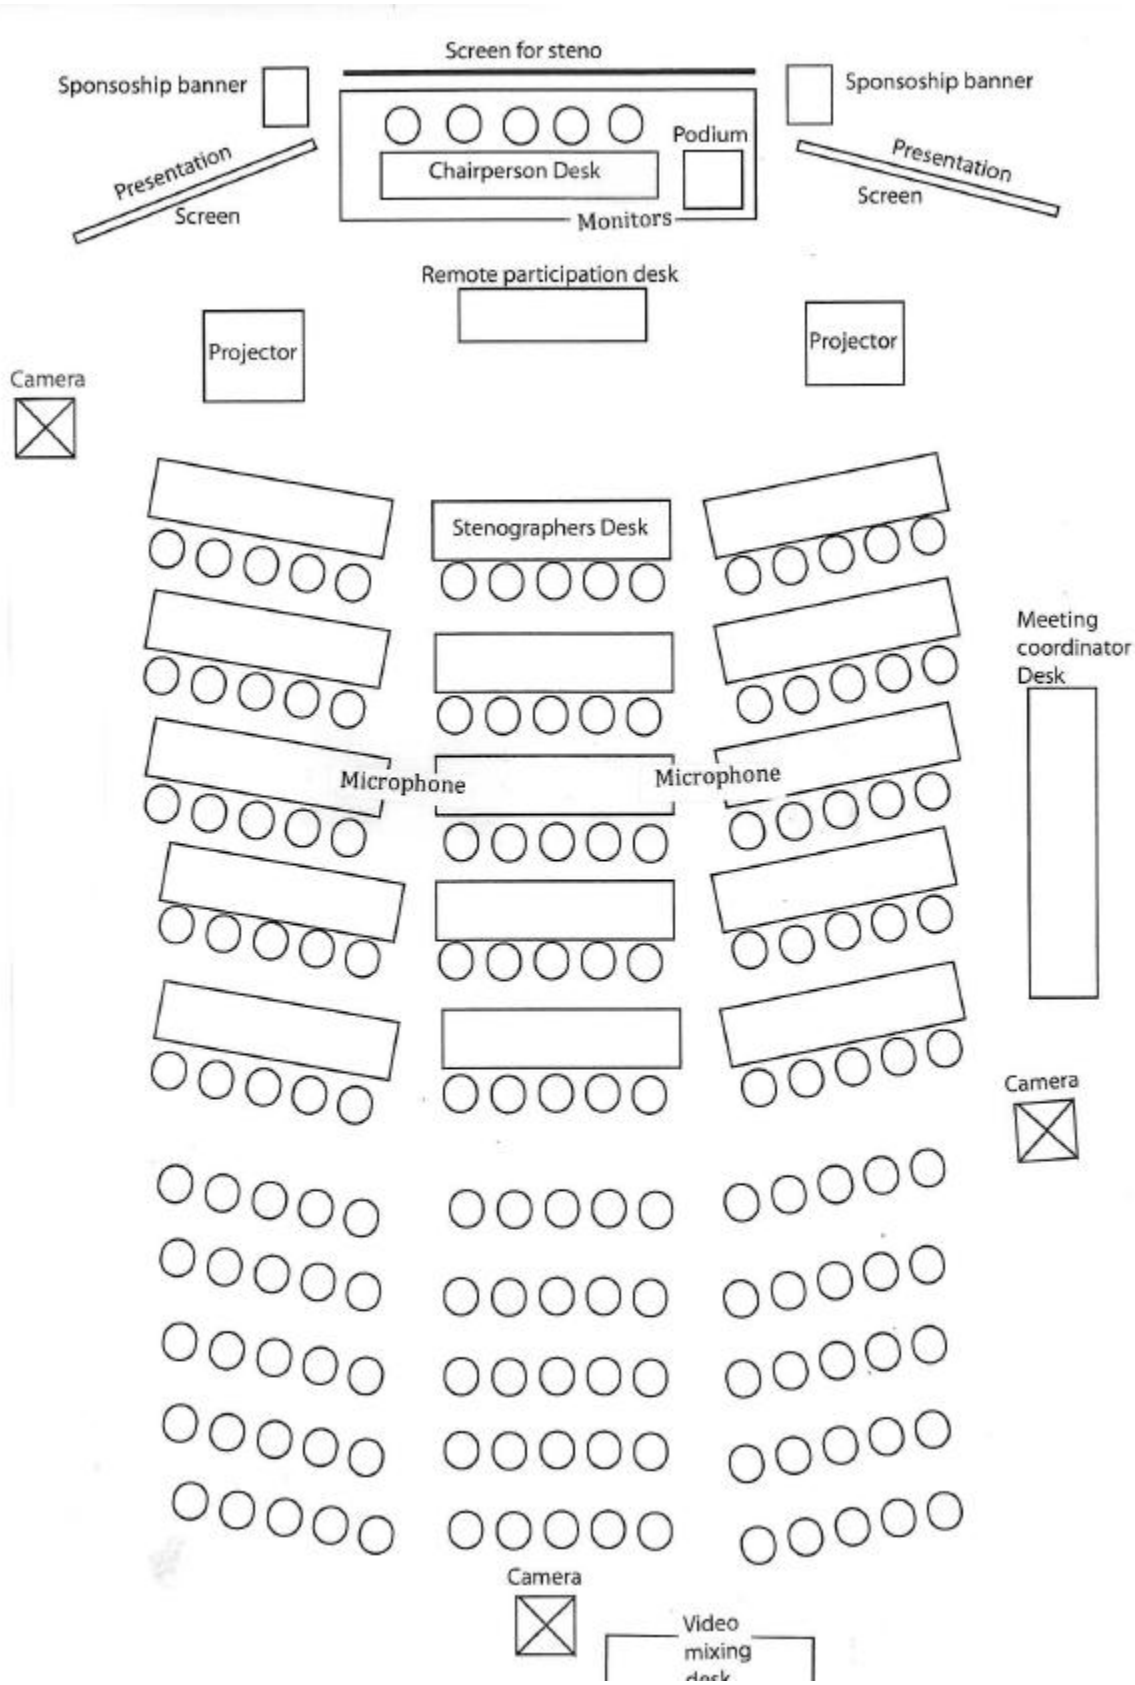 Screen for steno
Sponsoship banner
Sponsoship banner
Podium
Presentation
Screen
Chairperson Desk
Presentation
Screen
Monitors
Remote participation desk
Projector
Projector
Camera
Stenographers Desk
Meeting
coordinator
Desk
Microphone
Microphone
Camera
Camera
Video
mixing
desk